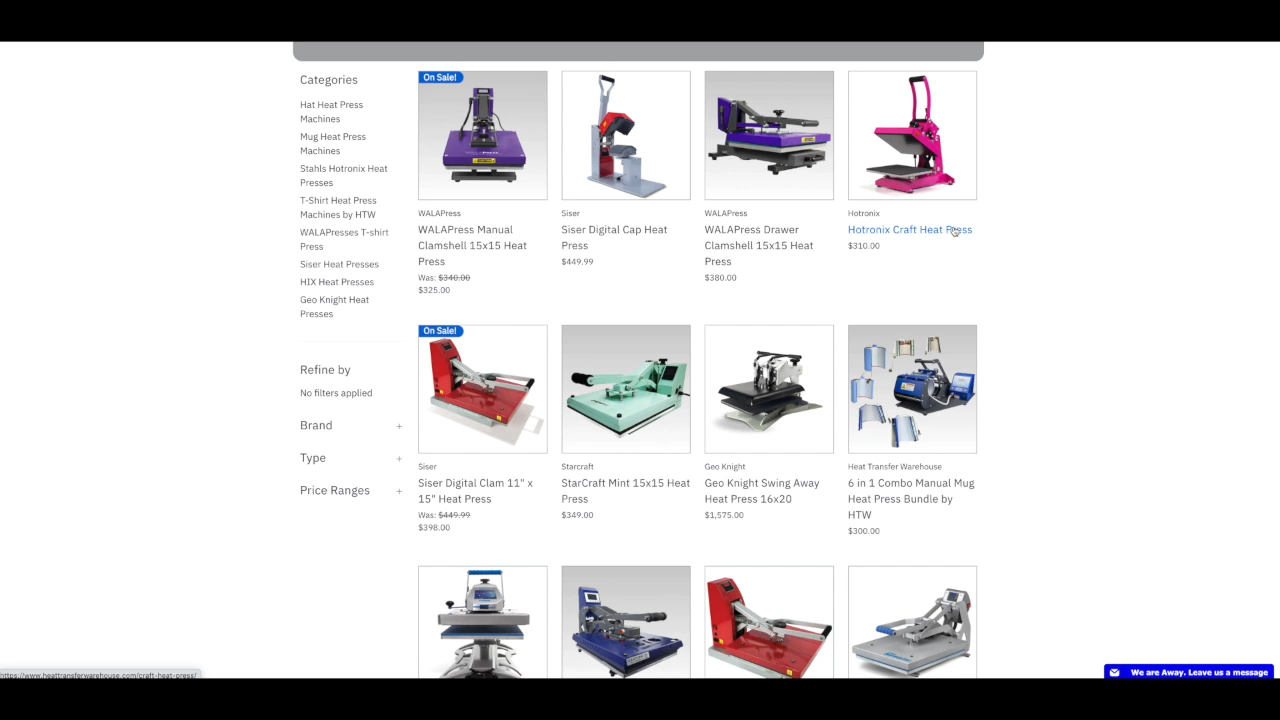 Categories
Hat Heat Press
Machines
Mug Heat Press
Machines
Stahls Hotronix Heat
Presses
T-Shirt Heat Press
Machines by HTW
WALAPresses T-shirt
Press
Siser Heat Presses
HIX Heat Presses
Geo Knight Heat
Presses
Refine by
No filters applied
Brand +
Type +
Price Ranges +
On Sale!
WALAPress
WALAPress Manual
Clamshell 15x15 Heat
Press
Was: $340.00
$325.00
Siser
Siser Digital Cap Heat
Press
$449.99
WALAPress
WALAPress Drawer
Clamshell 15x15 Heat
Press
$380.00
Hotronix
Hotronix Craft Heat Press
$310.00
On Sale!
Siser
Siser Digital Clam 11" x
15" Heat Press
Was: $449.99
$398.00
Starcraft
StarCraft Mint 15x15 Heat
Press
$349.00
Geo Knight
Geo Knight Swing Away
Heat Press 16x20
$1,575.00
Heat Transfer Warehouse
6 in 1 Combo Manual Mug
Heat Press Bundle by
HTW
$300.00
https://www.heattransferwarehouse.com/craft-heat-press/
We are Away. Leave us a message